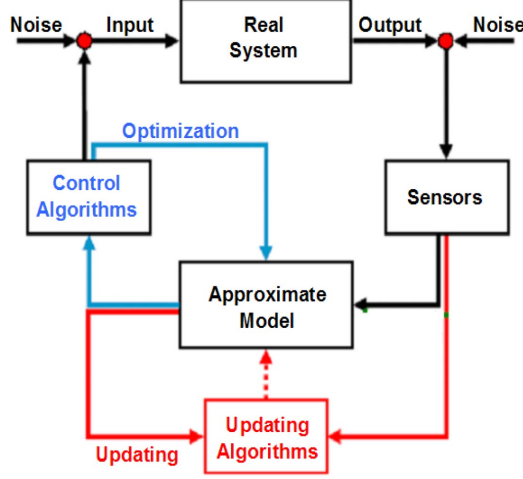 Noise
Input
Real
System
Output
Noise
Optimization
Control
Algorithms
Sensors
Approximate
Model
Updating
Algorithms
Updating